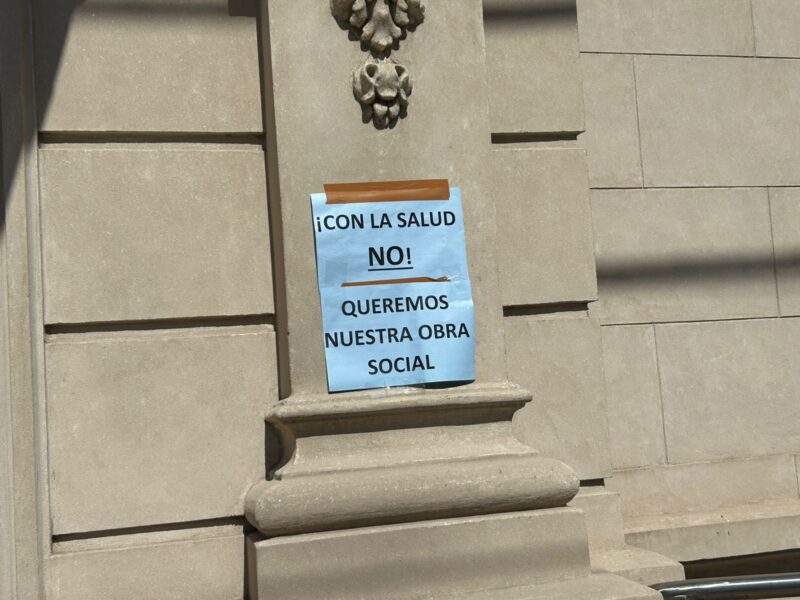 ¡CON LA SALUD
NO!
QUEREMOS
NUESTRA OBRA
SOCIAL